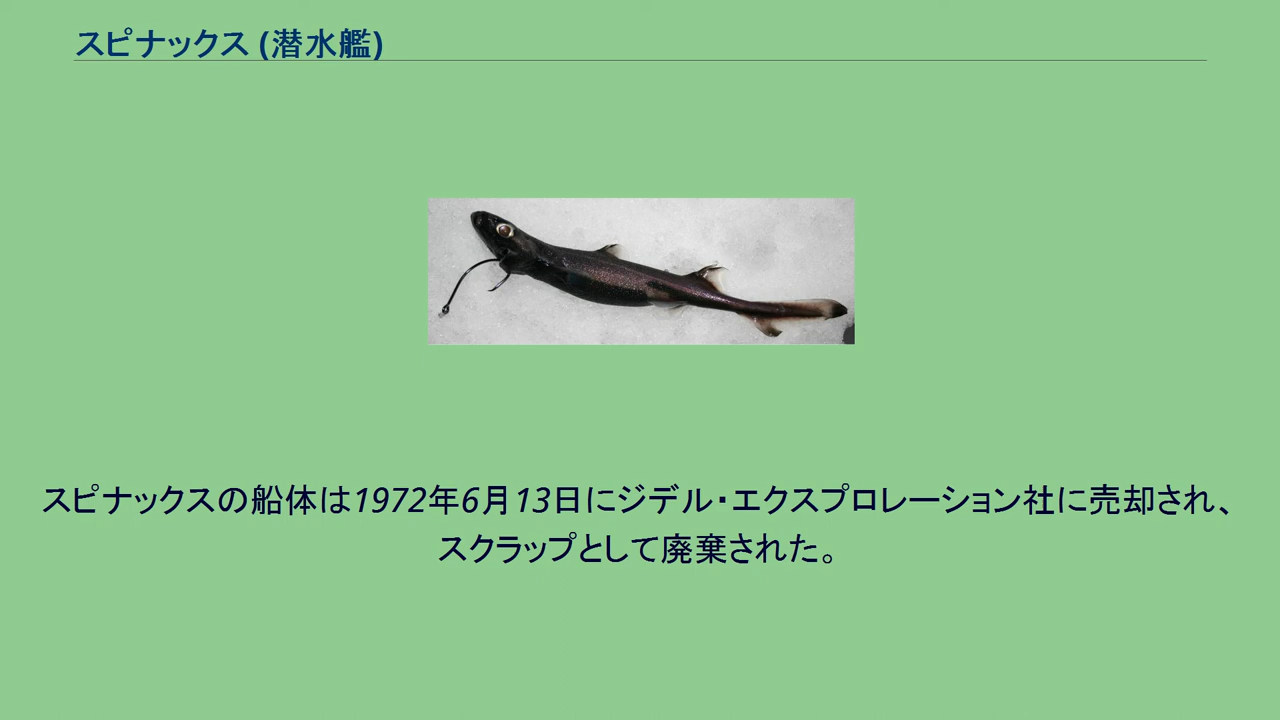 スピナックス (潜水艦)
スピナックスの船体は1972年6月13日にジデル・エクスプロレーション社に売却され、
スクラップとして廃棄された。